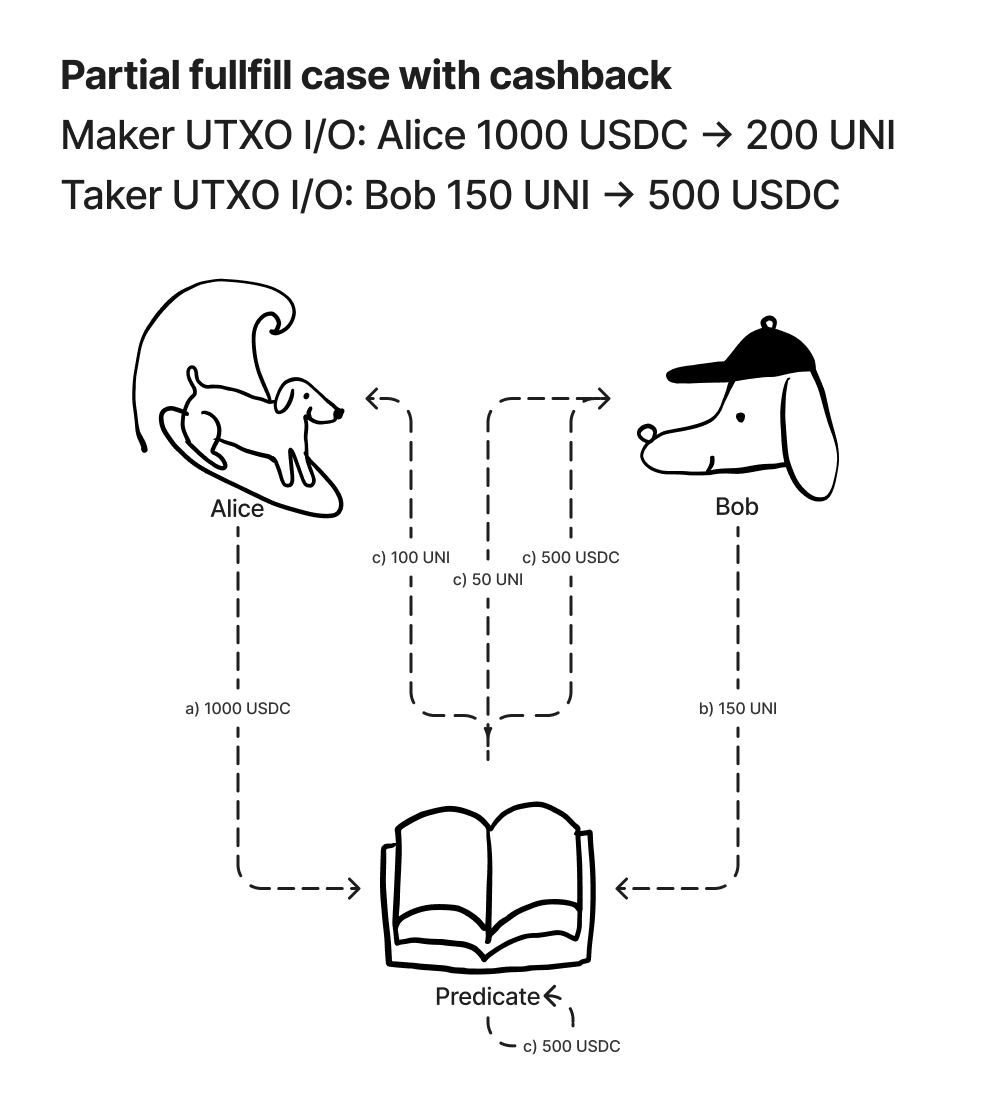 Partial fullfill case with cashback
Maker UTXO I/O: Alice 1000 USDC → 200 UNI
Taker UTXO I/O: Bob 150 UNI → 500 USDC
Alice
Bob
c) 100 UNI
c) 500 USDC
c) 50 UNI
a) 1000 USDC
b) 150 UNI
Predicate
c) 500 USDC